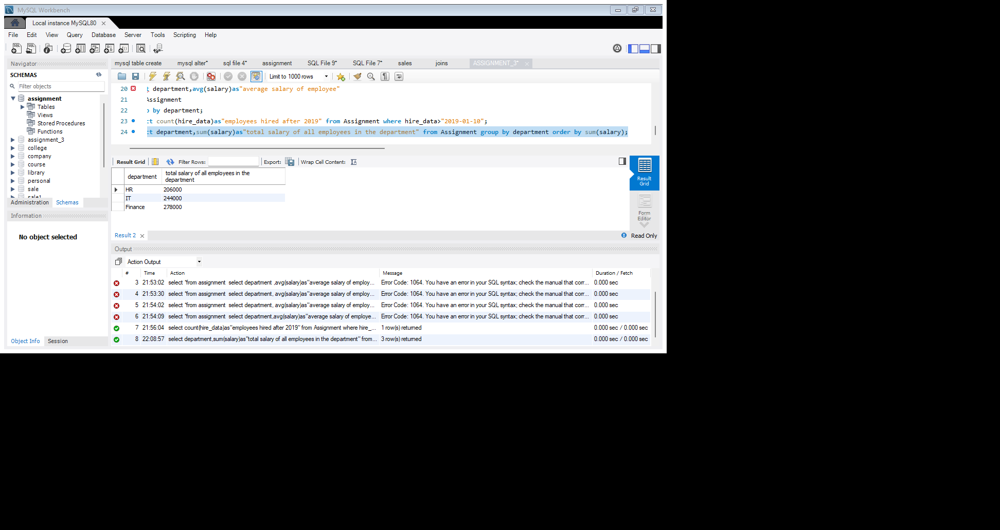 MySQL Workbench
Local instance MySQL80
File Edit View Query Database Server Tools Scripting Help
Navigator
SCHEMAS
Filter objects
assignment
Tables
Views
Stored Procedures
Functions
assignment_3
college
company
course
library
personal
sale
sale1
Administration Schemas
Information
No object selected
Object Info Session
mysql table create mysql alter* sql file 4* assignment SQL File 9* SQL File 7* sales joins ASSIGNMENT_3*
Limit to 1000 rows
20 t department,avg(salary)as"average salary of employee"
21 Assignment
22 p by department;
23 ct count(hire_data)as"employees hired after 2019" from Assignment where hire_data>"2019-01-10";
24 ct department,sum(salary)as"total salary of all employees in the department" from Assignment group by department order by sum(salary);
Result Grid Filter Rows: Export: Wrap Cell Content:
department total salary of all employees in the department
HR 206000
IT 244000
Finance 278000
Result Grid
Form Editor
Result 2
Read Only
Output
Action Output
# Time Action Message Duration / Fetch
3 21:53:02 select *from assignment select department ,avg(salary)as"average salary of employ... Error Code: 1064. You have an error in your SQL syntax; check the manual that corr... 0.000 sec
4 21:53:30 select *from assignment select department, avg(salary)as"average salary of employ... Error Code: 1064. You have an error in your SQL syntax; check the manual that corr... 0.000 sec
5 21:54:02 select *from assignment select department, avg(salary)as"average salary of employ... Error Code: 1064. You have an error in your SQL syntax; check the manual that corr... 0.000 sec
6 21:54:09 select *from assignment select department,avg(salary)as"average salary of employe... Error Code: 1064. You have an error in your SQL syntax; check the manual that corr... 0.000 sec
7 21:56:04 select count(hire_data)as"employees hired after 2019" from Assignment where hire_... 1 row(s) returned 0.000 sec / 0.000 sec
8 22:08:57 select department,sum(salary)as"total salary of all employees in the department" from... 3 row(s) returned 0.000 sec / 0.000 sec